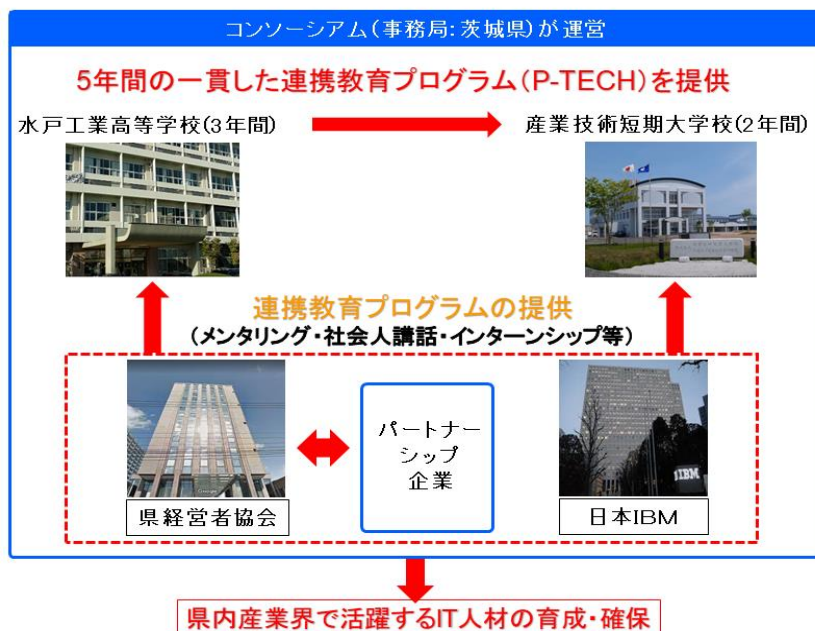 コンソーシアム(事務局:茨城県)が運営
5年間の一貫した連携教育プログラム(P-TECH)を提供
水戸工業高等学校(3年間)
産業技術短期大学校(2年間)
連携教育プログラムの提供
(メンタリング・社会人講話・インターンシップ等)
パートナー
シップ
企業
IBM
県経営者協会
日本IBM
県内産業界で活躍するIT人材の育成・確保